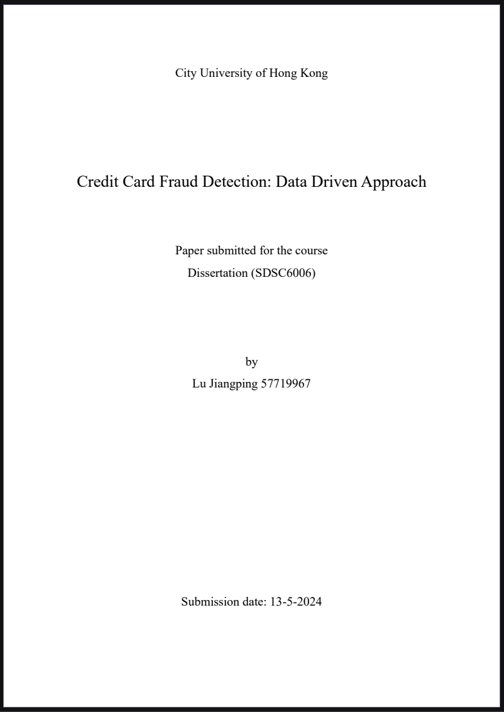 City University of Hong Kong
Credit Card Fraud Detection: Data Driven Approach
Paper submitted for the course
Dissertation (SDSC6006)
by
Lu Jiangping 57719967
Submission date: 13-5-2024